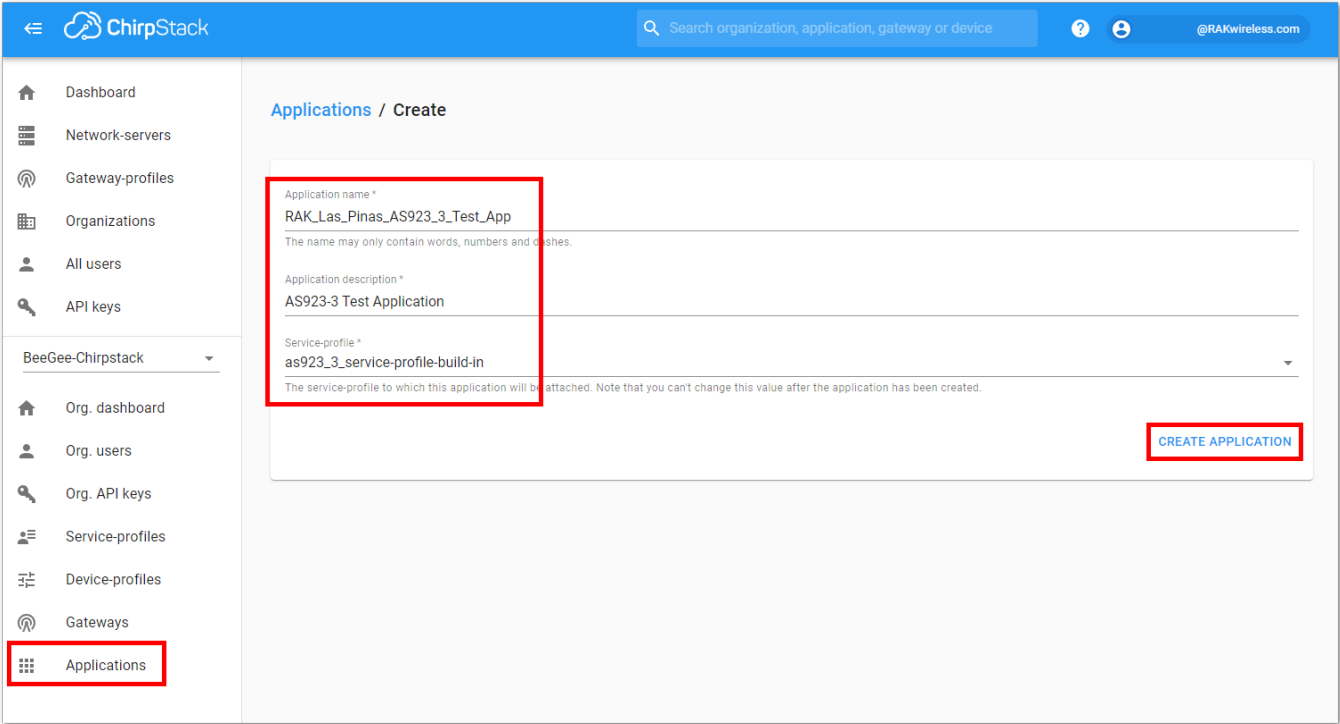 ChirpStack
Search organization, application, gateway or device
?
@RAKwireless.com
Dashboard
Network-servers
Gateway-profiles
Organizations
All users
API keys
BeeGee-Chirpstack
Org. dashboard
Org. users
Org. API keys
Service-profiles
Device-profiles
Gateways
Applications
Applications / Create
Application name *
RAK_Las_Pinas_AS923_3_Test_App
The name may only contain words, numbers and dashes.
Application description *
AS923-3 Test Application
Service-profile *
as923_3_service-profile-build-in
The service-profile to which this application will be attached. Note that you can't change this value after the application has been created.
CREATE APPLICATION